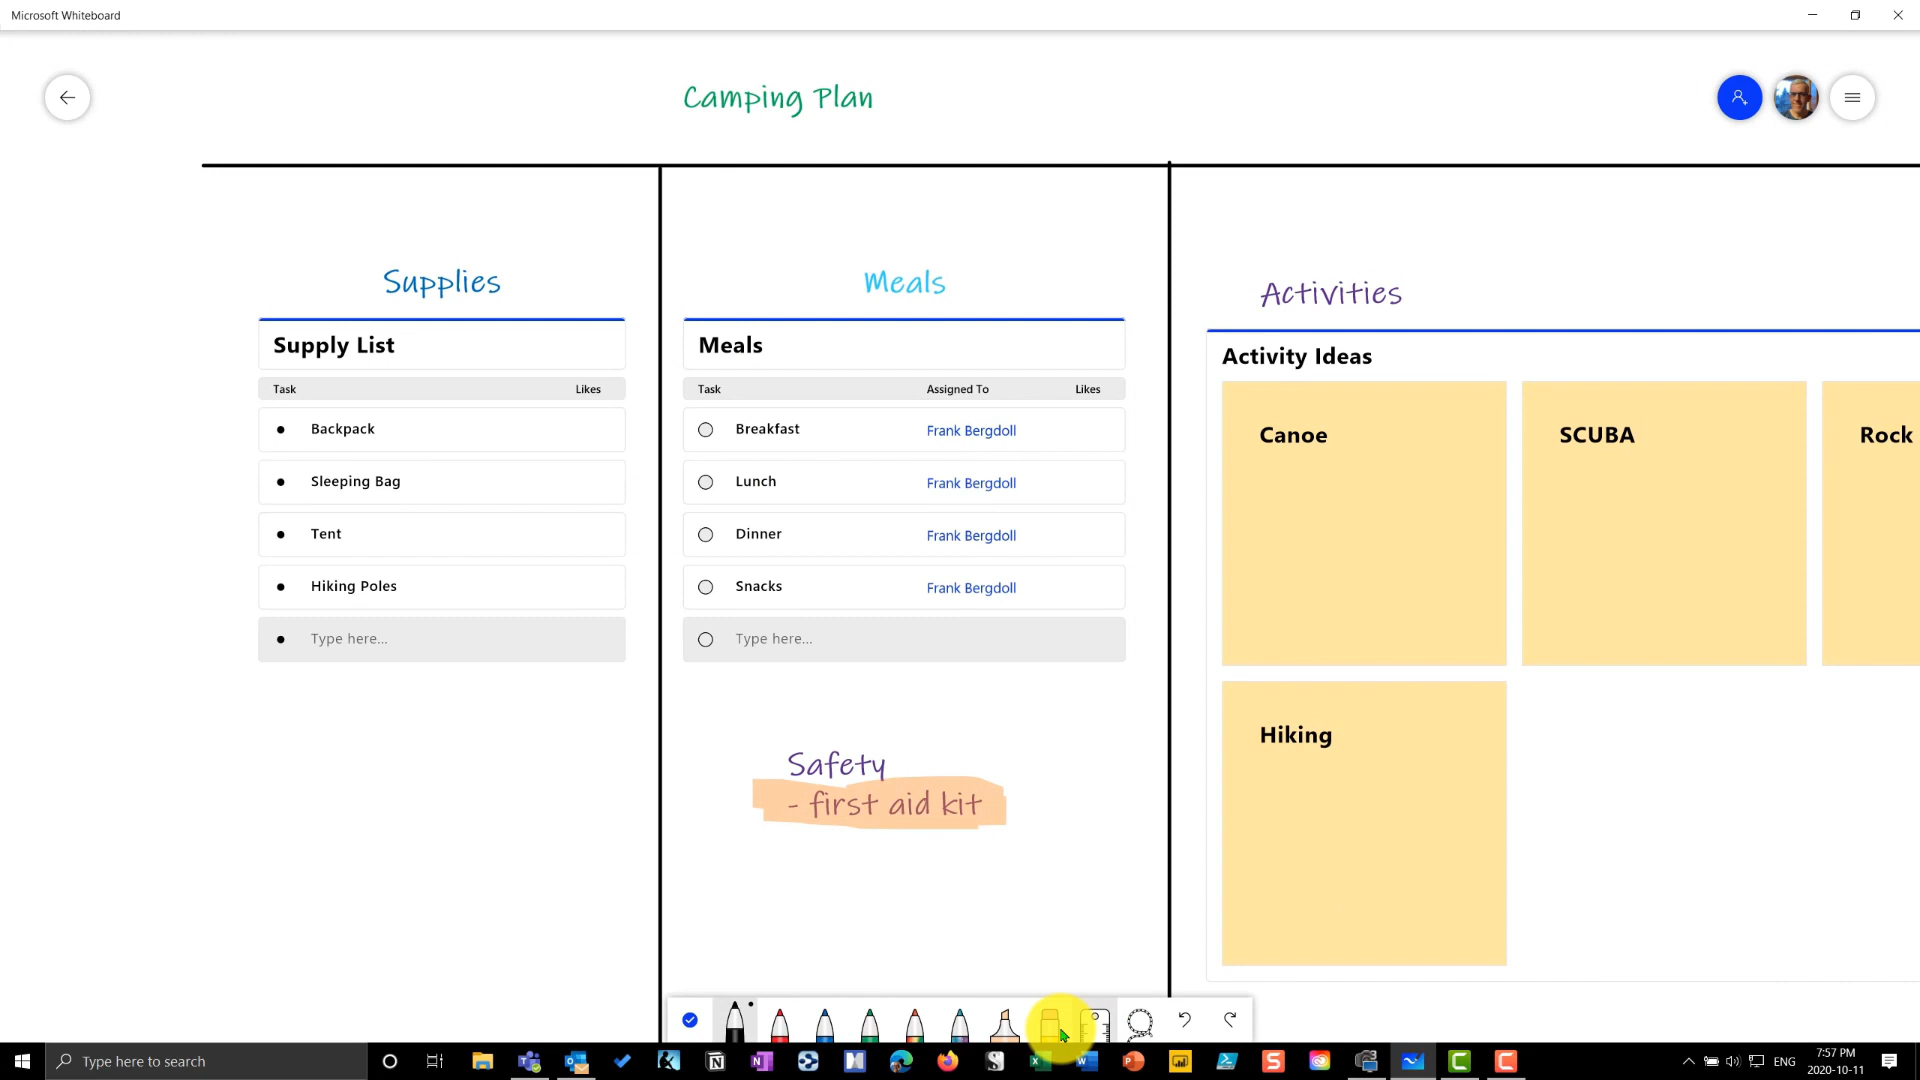 Microsoft Whiteboard
Camping Plan
Supplies
Supply List
Task Likes
Backpack
Sleeping Bag
Tent
Hiking Poles
Type here...
Meals
Meals
Task Assigned To Likes
Breakfast Frank Bergdoll
Lunch Frank Bergdoll
Dinner Frank Bergdoll
Snacks Frank Bergdoll
Type here...
Safety
- first aid kit
Activities
Activity Ideas
Canoe
SCUBA
Rock
Hiking
Type here to search
ENG
7:57 PM
2020-10-11